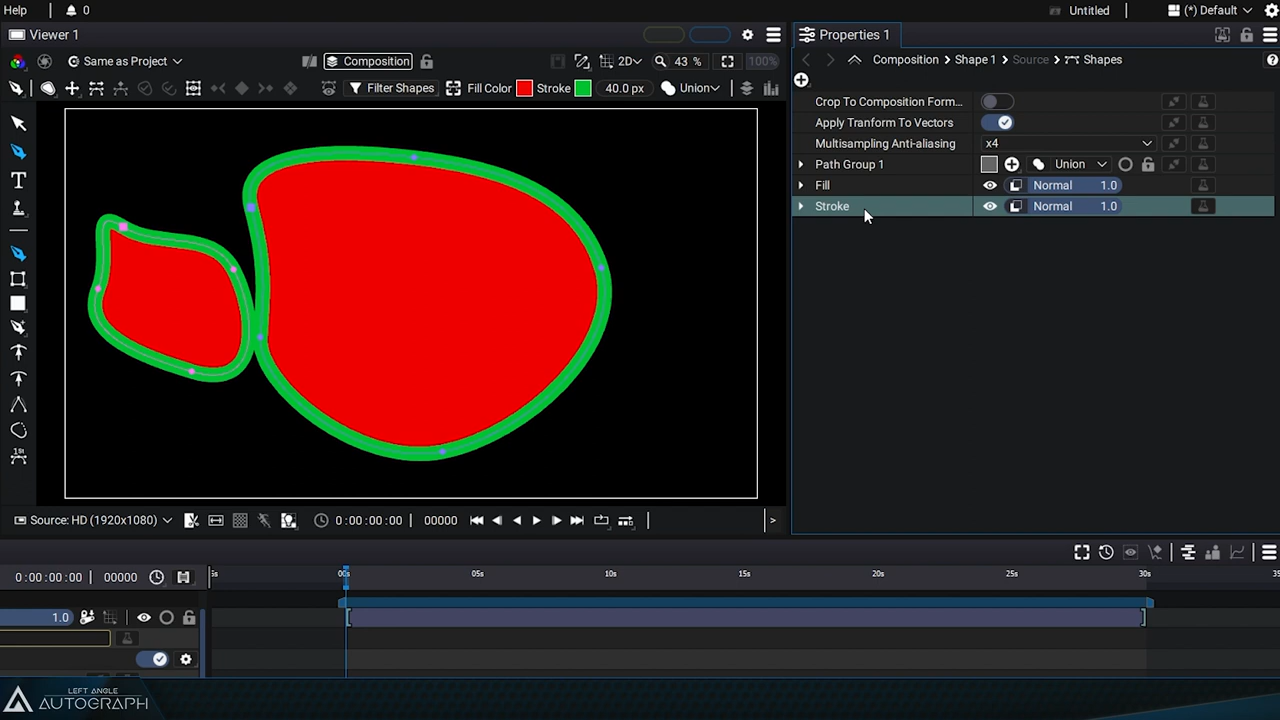 Help
0
Untitled
(*) Default
Viewer 1
Properties 1
Same as Project
Composition
2D
43 %
100%
Composition
Shape 1
Source
Shapes
?
Filter Shapes
Fill Color
Stroke
40.0 px
Union
Crop To Composition Form...
Apply Tranform To Vectors
Multisampling Anti-aliasing
x4
T
Path Group 1
Union
Fill
Normal
1.0
Stroke
Normal
1.0
1St
Source: HD (1920x1080)
0:00:00:00
00000
>
0:00:00:00
00000
5s
00s
05s
10s
15s
20s
25s
30s
35
1.0
LEFT ANGLE
AUTOGRAPH